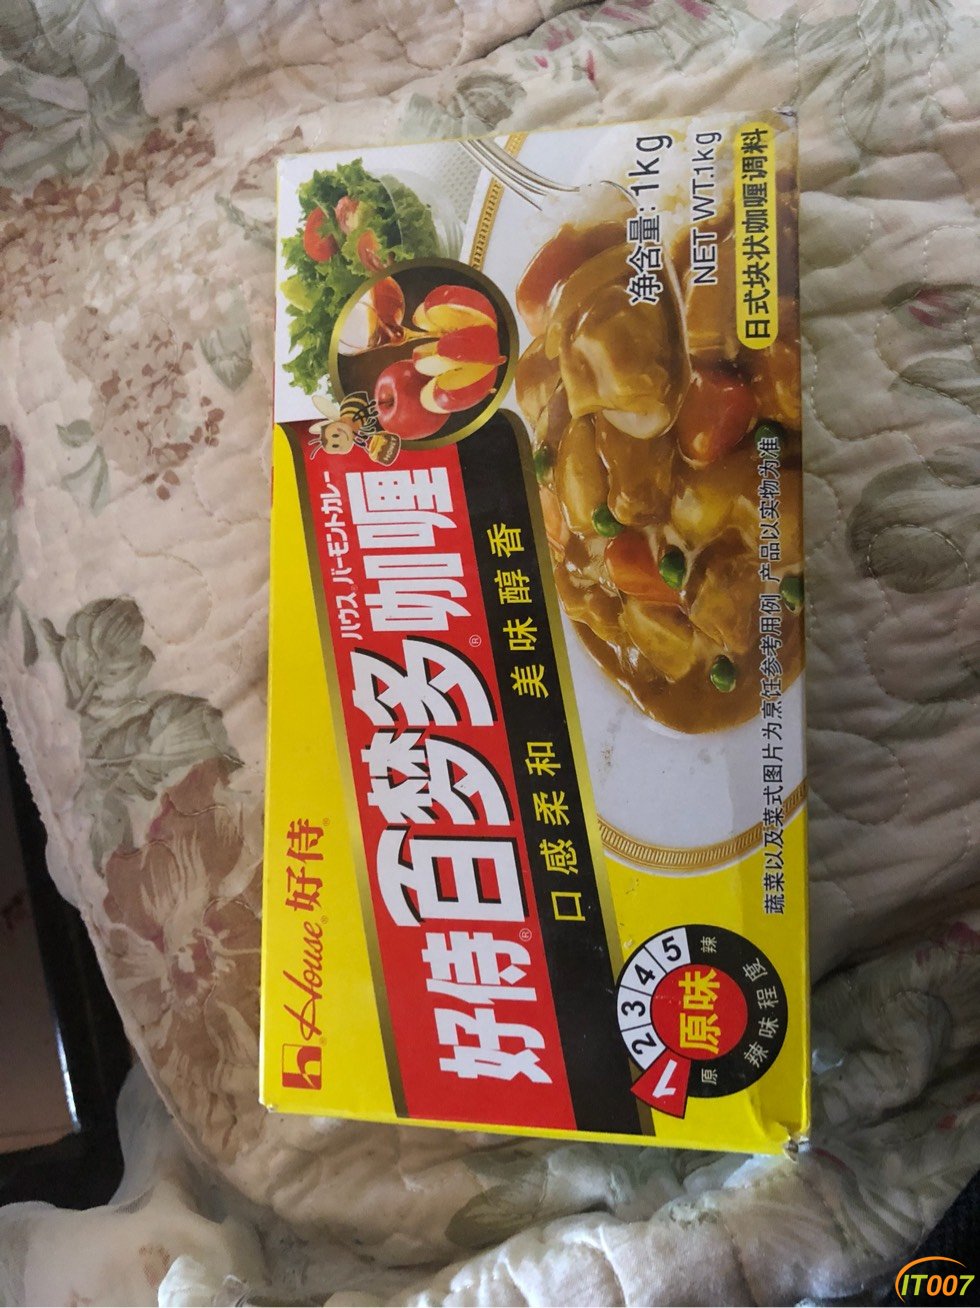 House® 好侍®
ハウス バーモントカレー
好侍®百梦多咖喱®
口感柔和 美味醇香
HONEY
净含量: 1kg
NET WT.1kg
日式块状咖喱调料
1 2 3 4 5
原味
原 辣味程度 辣
蔬菜以及菜式图片为烹饪参考用例 产品以实物为准
IT007